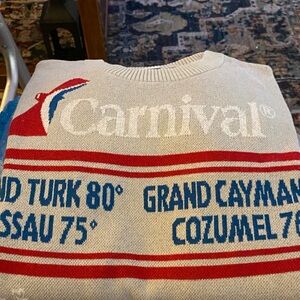 Carnival®
ND TURK 80° GRAND CAYMAN
SSAU 75° COZUMEL 7